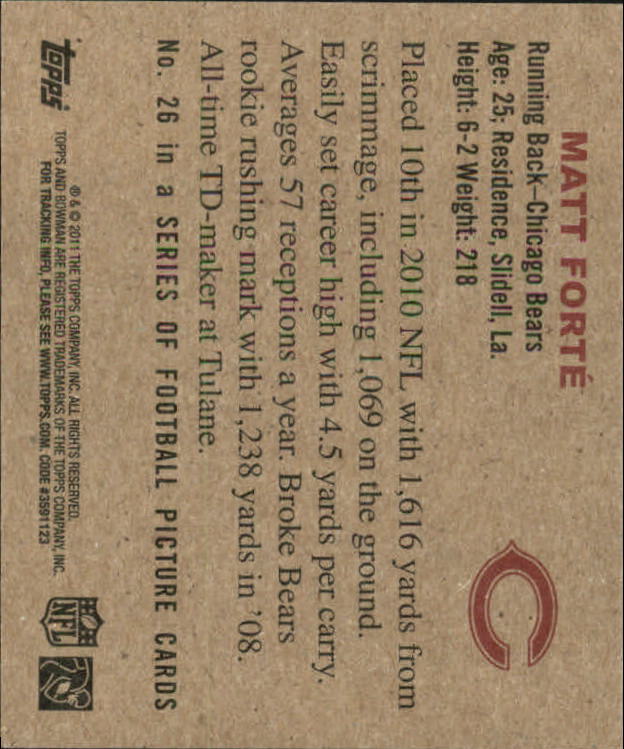 MATT FORTÉ
Running Back–Chicago Bears
Age: 25; Residence, Slidell, La.
Height: 6-2 Weight: 218
Placed 10th in 2010 NFL with 1,616 yards from
scrimmage, including 1,069 on the ground.
Easily set career high with 4.5 yards per carry.
Averages 57 receptions a year. Broke Bears
rookie rushing mark with 1,238 yards in ’08.
All-time TD-maker at Tulane.
No. 26 in a SERIES OF FOOTBALL PICTURE CARDS
topps
® & © 2011 THE TOPPS COMPANY, INC. ALL RIGHTS RESERVED.
TOPPS AND BOWMAN ARE REGISTERED TRADEMARKS OF THE TOPPS COMPANY, INC.
FOR TRACKING INFO, PLEASE SEE WWW.TOPPS.COM. CODE #3591123
NFL